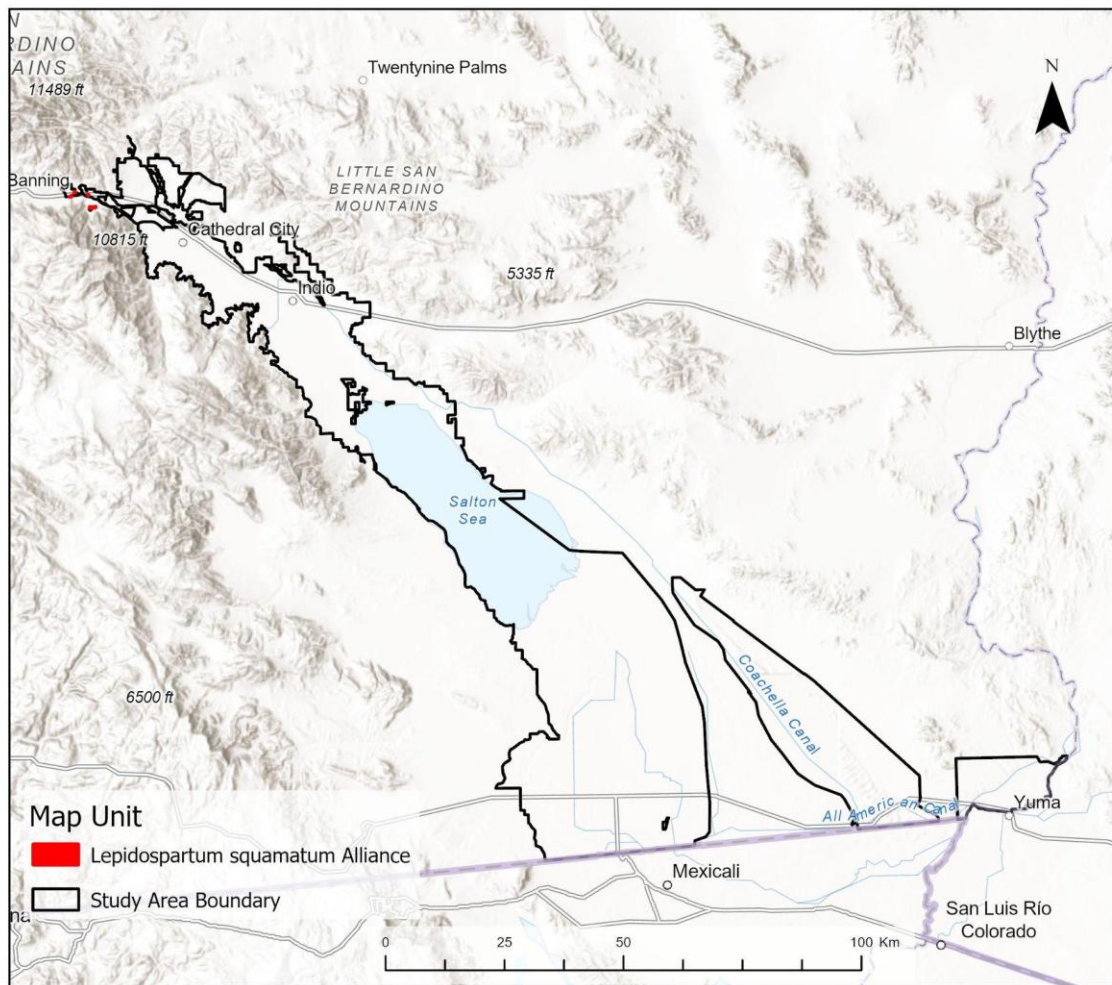 N
RDINO
AINS
11489 ft
Twentynine Palms
N
Banning
LITTLE SAN
BERNARDINO
MOUNTAINS
10815 ft
Cathedral City
5335 ft
Indio
Blythe
Salton
Sea
6500 ft
Coachella Canal
All American Canal
Yuma
Map Unit
Lepidospartum squamatum Alliance
Study Area Boundary
Mexicali
na
San Luis Río
Colorado
0 25 50 100 Km